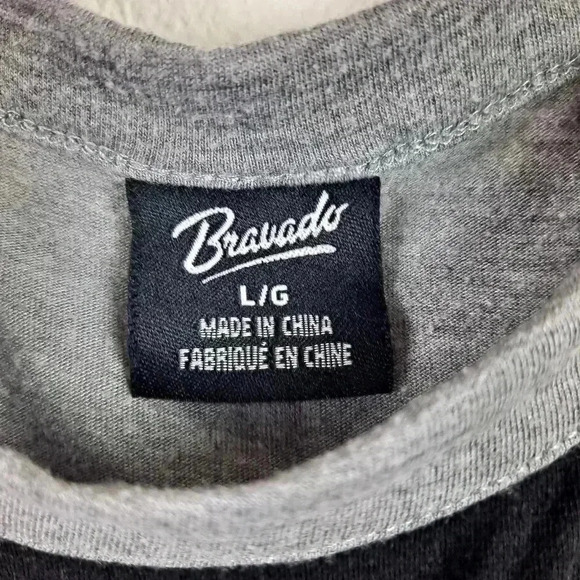 Bravado
L/G
MADE IN CHINA
FABRIQUÉ EN CHINE